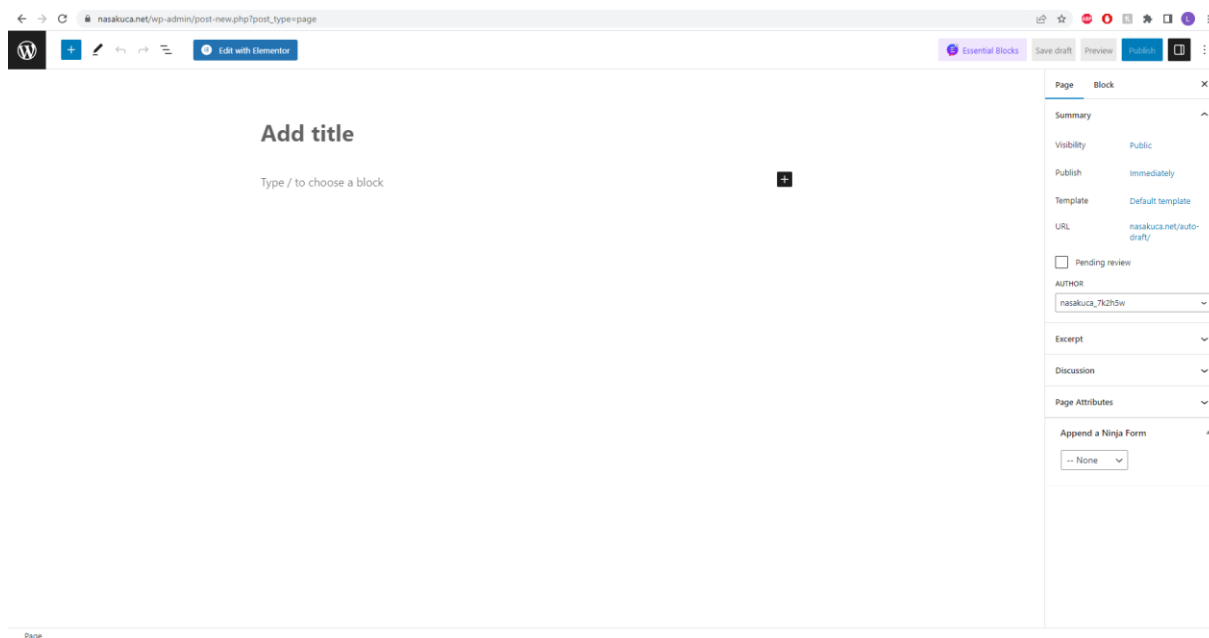 nasakuca.net/wp-admin/post-new.php?post_type=page
L
Edit with Elementor
Essential Blocks
Save draft
Preview
Publish
Page
Block
Add title
Type / to choose a block
Summary
Visibility
Public
Publish
Immediately
Template
Default template
URL
nasakuca.net/auto-
draft/
Pending review
AUTHOR
nasakuca_7k2h5w
Excerpt
Discussion
Page Attributes
Append a Ninja Form
-- None
Page